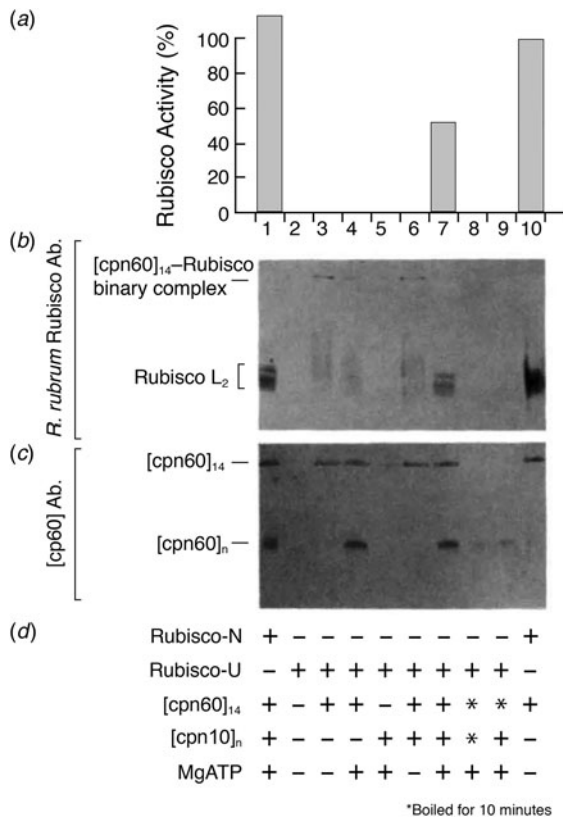 (a)
Rubisco Activity (%)
100
80
60
40
20
0
1 2 3 4 5 6 7 8 9 10
(b)
R. rubrum Rubisco Ab.
[cpn60]14–Rubisco
binary complex
Rubisco L2
(c)
[cp60] Ab.
[cpn60]14
[cpn60]n
(d)
Rubisco-N + – – – – – – – – +
Rubisco-U – + + + + + + + + –
[cpn60]14 + – + + – + + * * +
[cpn10]n + – – – + + + * + –
MgATP + – – + + – + + + –
*Boiled for 10 minutes